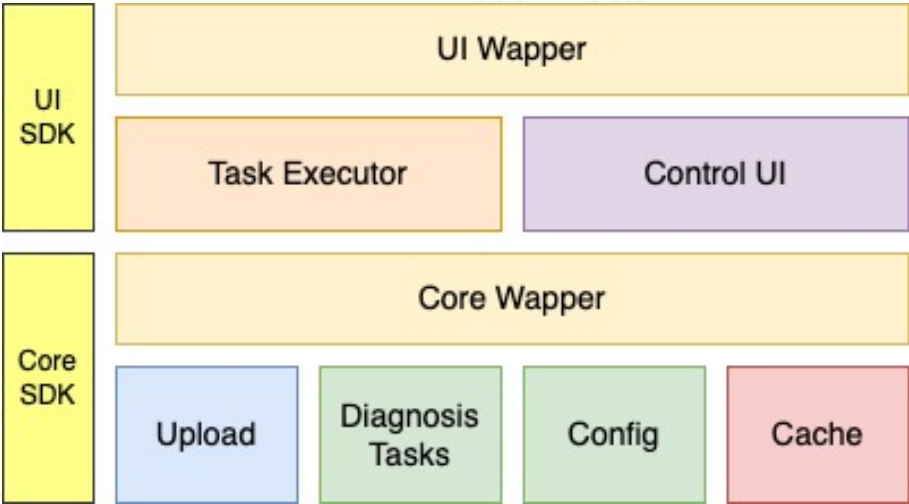 UI
SDK
UI Wapper
Task Executor
Control UI
Core
SDK
Core Wapper
Upload
Diagnosis
Tasks
Config
Cache